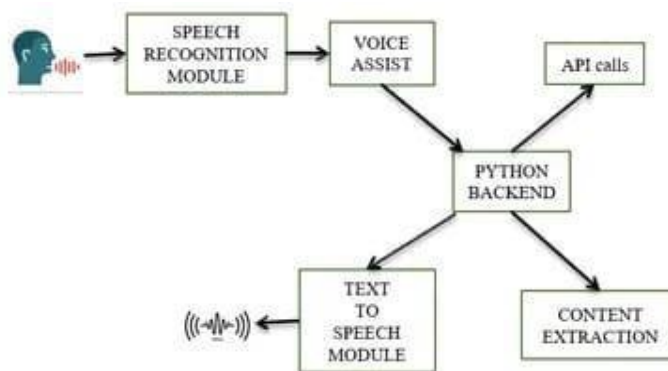 SPEECH
RECOGNITION
MODULE
VOICE
ASSIST
API calls
PYTHON
BACKEND
TEXT
TO
SPEECH
MODULE
CONTENT
EXTRACTION